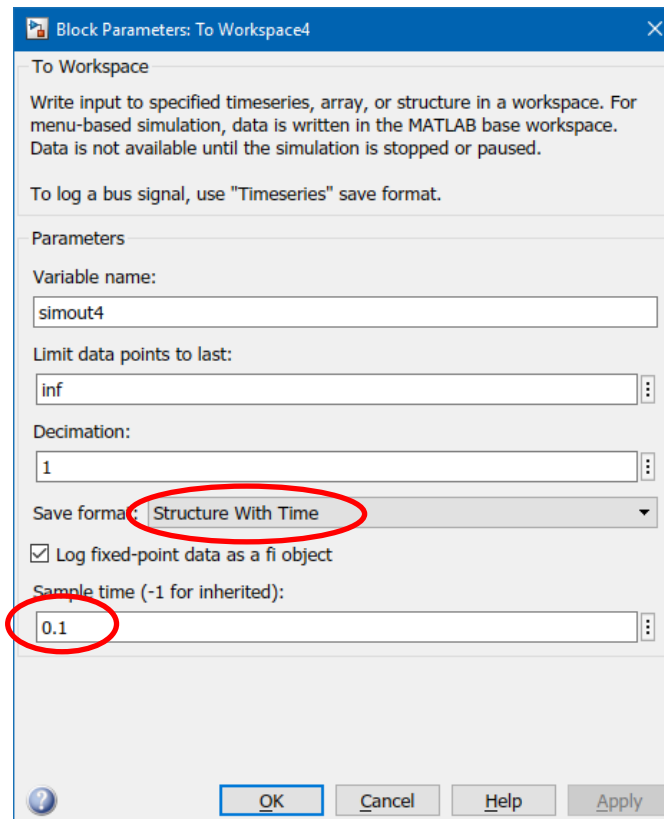 Block Parameters: To Workspace4
To Workspace
Write input to specified timeseries, array, or structure in a workspace. For
menu-based simulation, data is written in the MATLAB base workspace.
Data is not available until the simulation is stopped or paused.
To log a bus signal, use "Timeseries" save format.
Parameters
Variable name:
simout4
Limit data points to last:
inf
Decimation:
1
Save format: Structure With Time
Log fixed-point data as a fi object
Sample time (-1 for inherited):
0.1
OK Cancel Help Apply